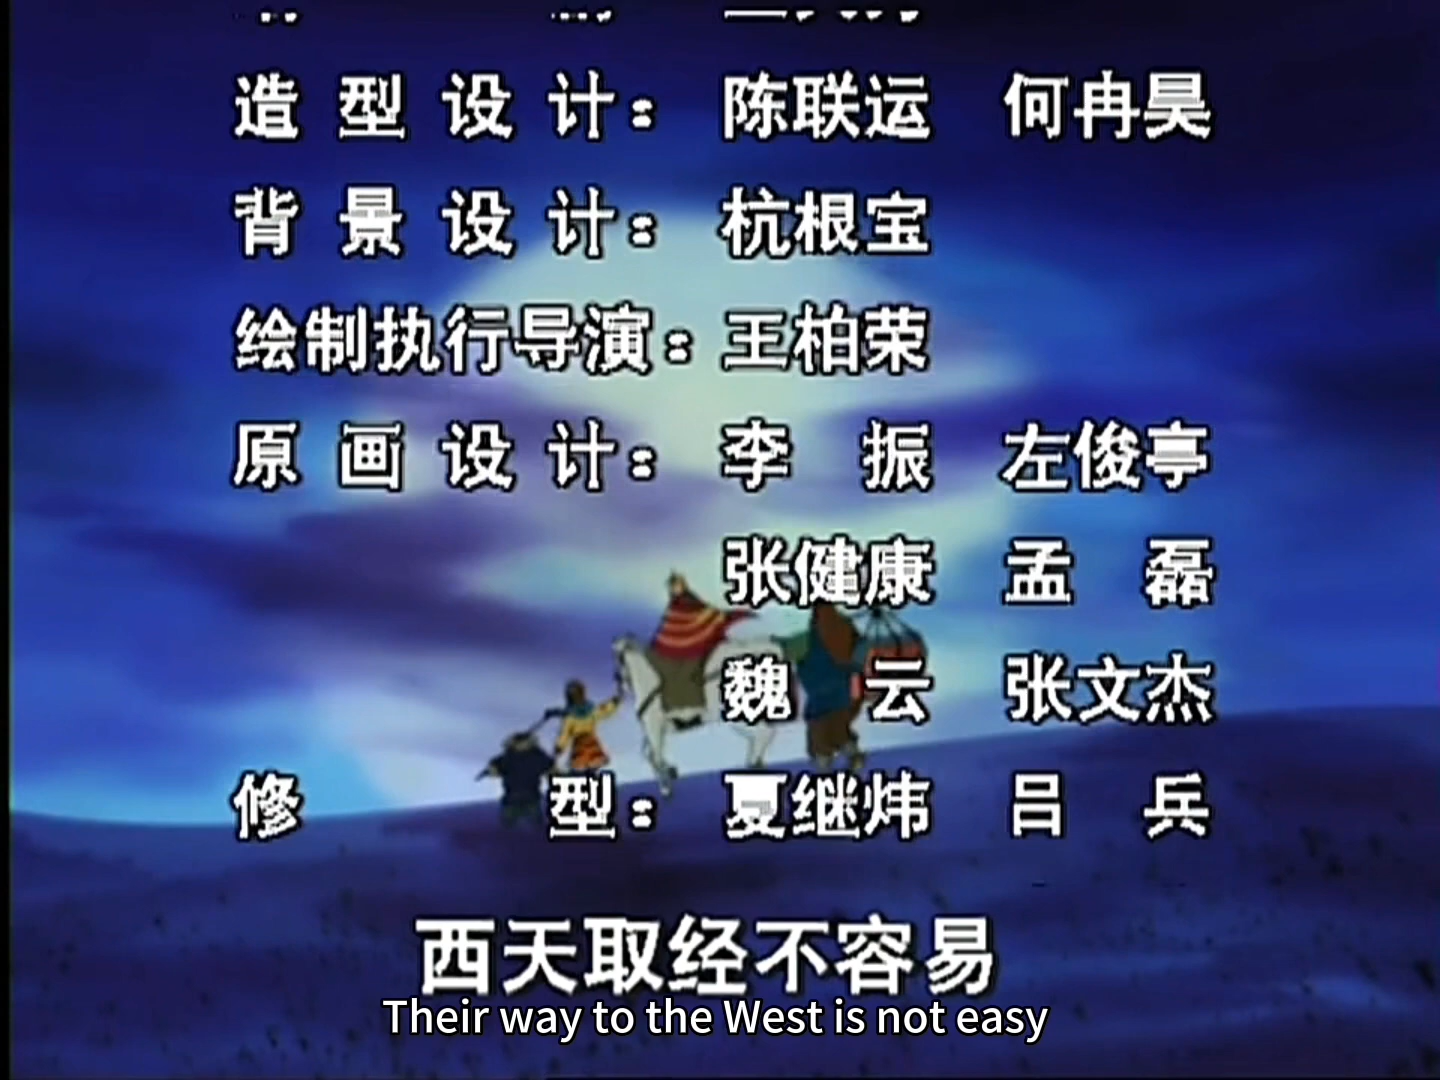 造型设计：陈联运 何冉昊
背景设计：杭根宝
绘制执行导演：王柏荣
原画设计：李振 左俊亭
张健康 孟磊
魏云 张文杰
修型：夏继炜 吕兵
西天取经不容易
Their way to the West is not easy